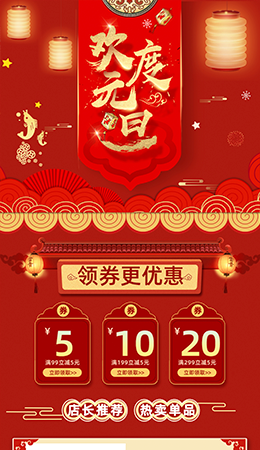 欢度
元旦
领券更优惠
券 券 券
¥5 ¥10 ¥20
满99立减5元 满199立减5元 满299立减5元
立即领取>> 立即领取>> 立即领取>>
店长推荐 热卖单品